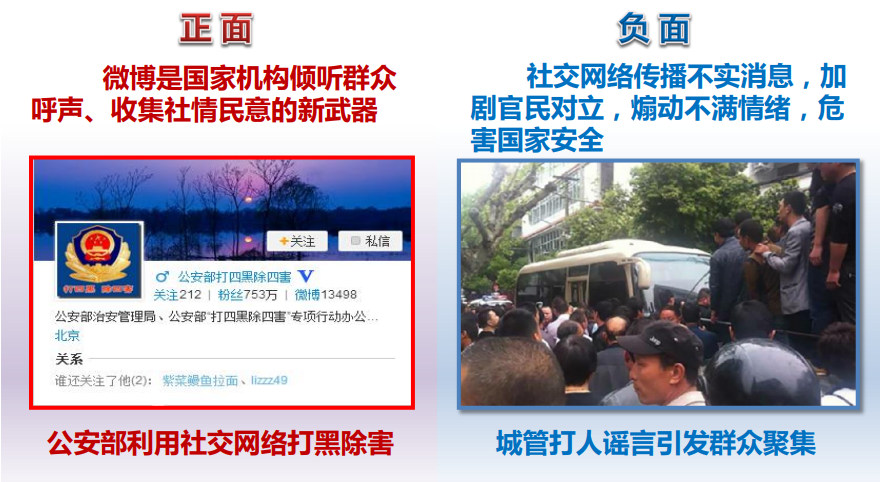 正面
微博是国家机构倾听群众
呼声、收集社情民意的新武器
关注
私信
打四黑 除四害
♂ 公安部打四黑除四害 V
关注212 | 粉丝753万 | 微博13498
公安部治安管理局、公安部“打四黑除四害”专项行动办公...
北京
关系
谁还关注了他(2)： 紫菜鳗鱼拉面、lizzz49
公安部利用社交网络打黑除害
负面
社交网络传播不实消息，加
剧官民对立，煽动不满情绪，危
害国家安全
Jeep
城管打人谣言引发群众聚集